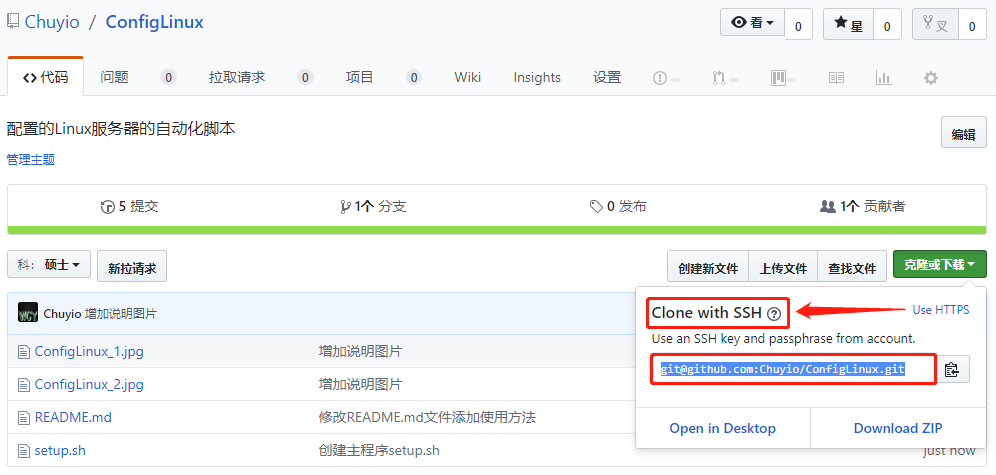 Chuyio / ConfigLinux 看 0 星 0 叉 0
代码 问题 0 拉取请求 0 项目 0 Wiki Insights 设置
配置的Linux服务器的自动化脚本 编辑
管理主题
5 提交 1个 分支 0 发布 1个 贡献者
科: 硕士 新拉请求 创建新文件 上传文件 查找文件 克隆或下载
Chuyio 增加说明图片
Clone with SSH Use HTTPS
Use an SSH key and passphrase from account.
git@github.com:Chuyio/ConfigLinux.git
Open in Desktop Download ZIP
ConfigLinux_1.jpg 增加说明图片
ConfigLinux_2.jpg 增加说明图片
README.md 修改README.md文件添加使用方法
setup.sh 创建主程序setup.sh just now